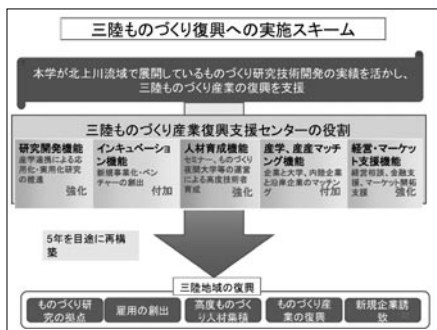 三陸ものづくり復興への実施スキーム
本学が北上川流域で展開しているものづくり研究技術開発の実績を活かし、
三陸ものづくり産業の復興を支援
三陸ものづくり産業復興支援センターの役割
研究開発機能
産学連携による応
用化・実用化研究
の推進
強化
インキュベーショ
ン機能
新規事業化・ベン
チャーの創出
付加
人材育成機能
セミナー、ものづくり
夜間大学等の運営
による高度技術者
育成
強化
産学、産産マッチ
ング機能
企業と大学、内陸企業
と沿岸企業のマッチン
グ
付加
経営・マーケッ
ト支援機能
経営相談、金融支
援、マーケット開拓
支援
強化
5年を目途に再構
築
三陸地域の復興
ものづくり研
究の拠点
雇用の創出
高度ものづく
り人材集積
ものづくり産
業の復興
新規企業誘
致